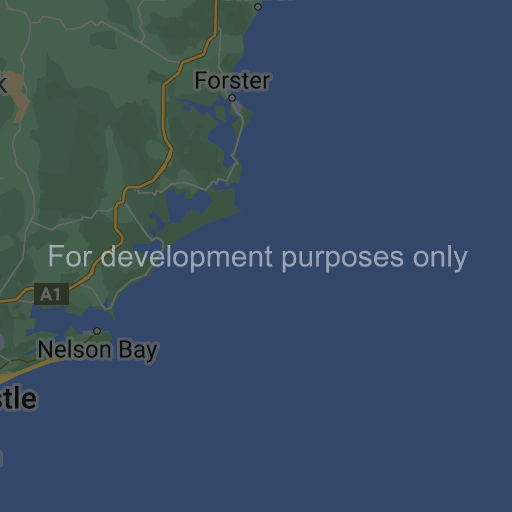 k
Forster
For development purposes only
A1
Nelson Bay
stle